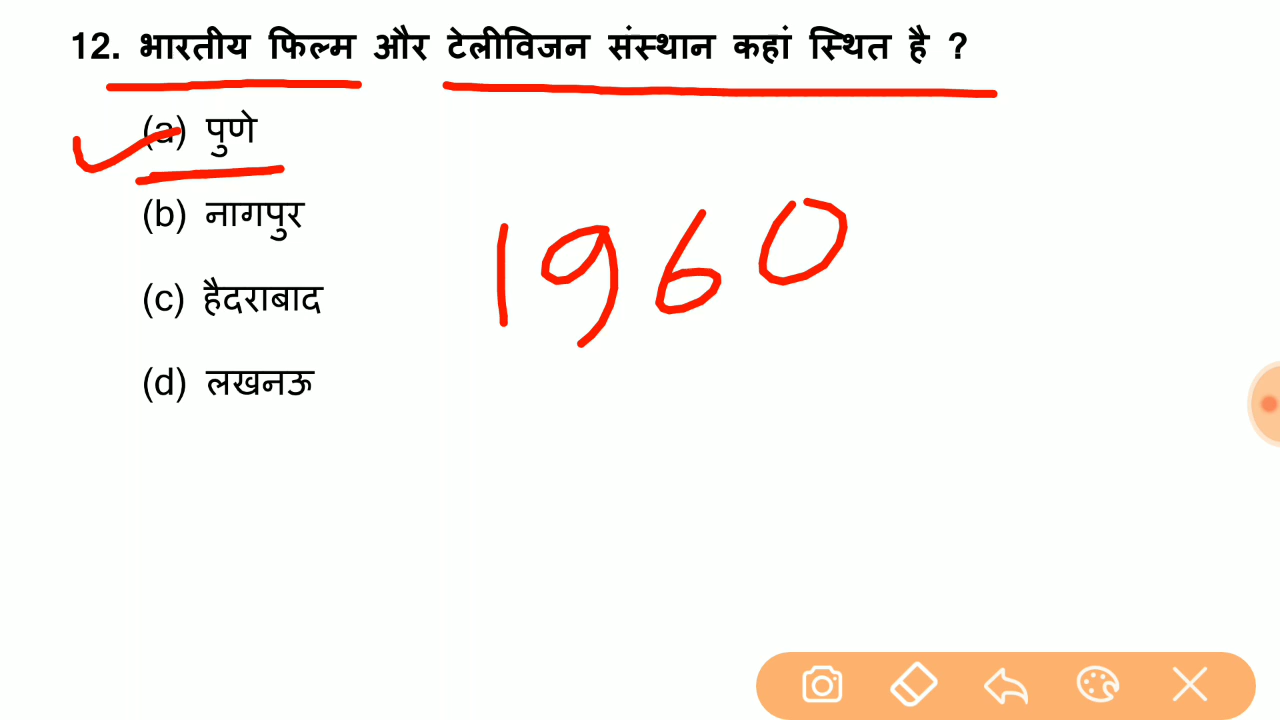 12. भारतीय फिल्म और टेलीविजन संस्थान कहां स्थित है ?
(a) पुणे
(b) नागपुर
1960
(c) हैदराबाद
(d) लखनऊ